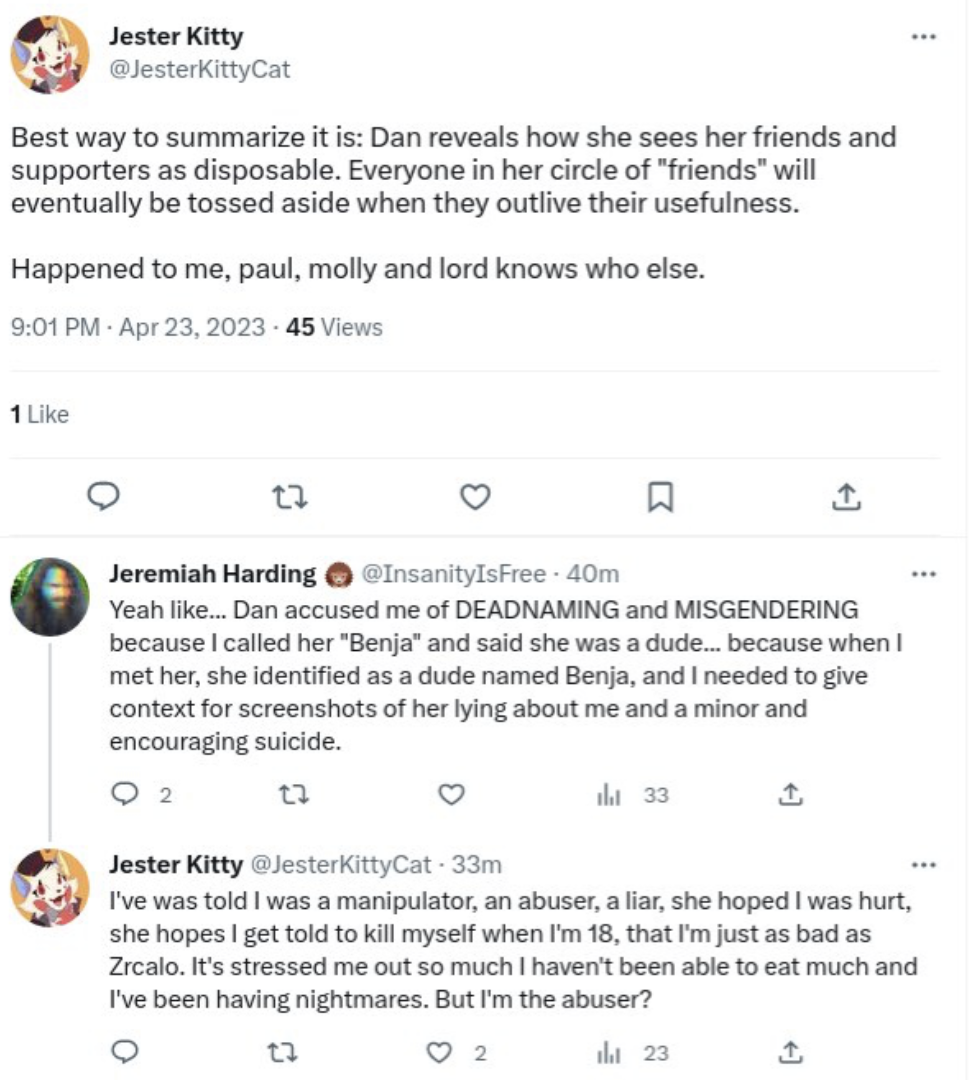 Jester Kitty
@JesterKittyCat
Best way to summarize it is: Dan reveals how she sees her friends and
supporters as disposable. Everyone in her circle of "friends" will
eventually be tossed aside when they outlive their usefulness.
Happened to me, paul, molly and lord knows who else.
9:01 PM · Apr 23, 2023 · 45 Views
1 Like
Jeremiah Harding @InsanityIsFree · 40m
Yeah like... Dan accused me of DEADNAMING and MISGENDERING
because I called her "Benja" and said she was a dude... because when I
met her, she identified as a dude named Benja, and I needed to give
context for screenshots of her lying about me and a minor and
encouraging suicide.
2 33
Jester Kitty @JesterKittyCat · 33m
I've was told I was a manipulator, an abuser, a liar, she hoped I was hurt,
she hopes I get told to kill myself when I'm 18, that I'm just as bad as
Zrcalo. It's stressed me out so much I haven't been able to eat much and
I've been having nightmares. But I'm the abuser?
2 23